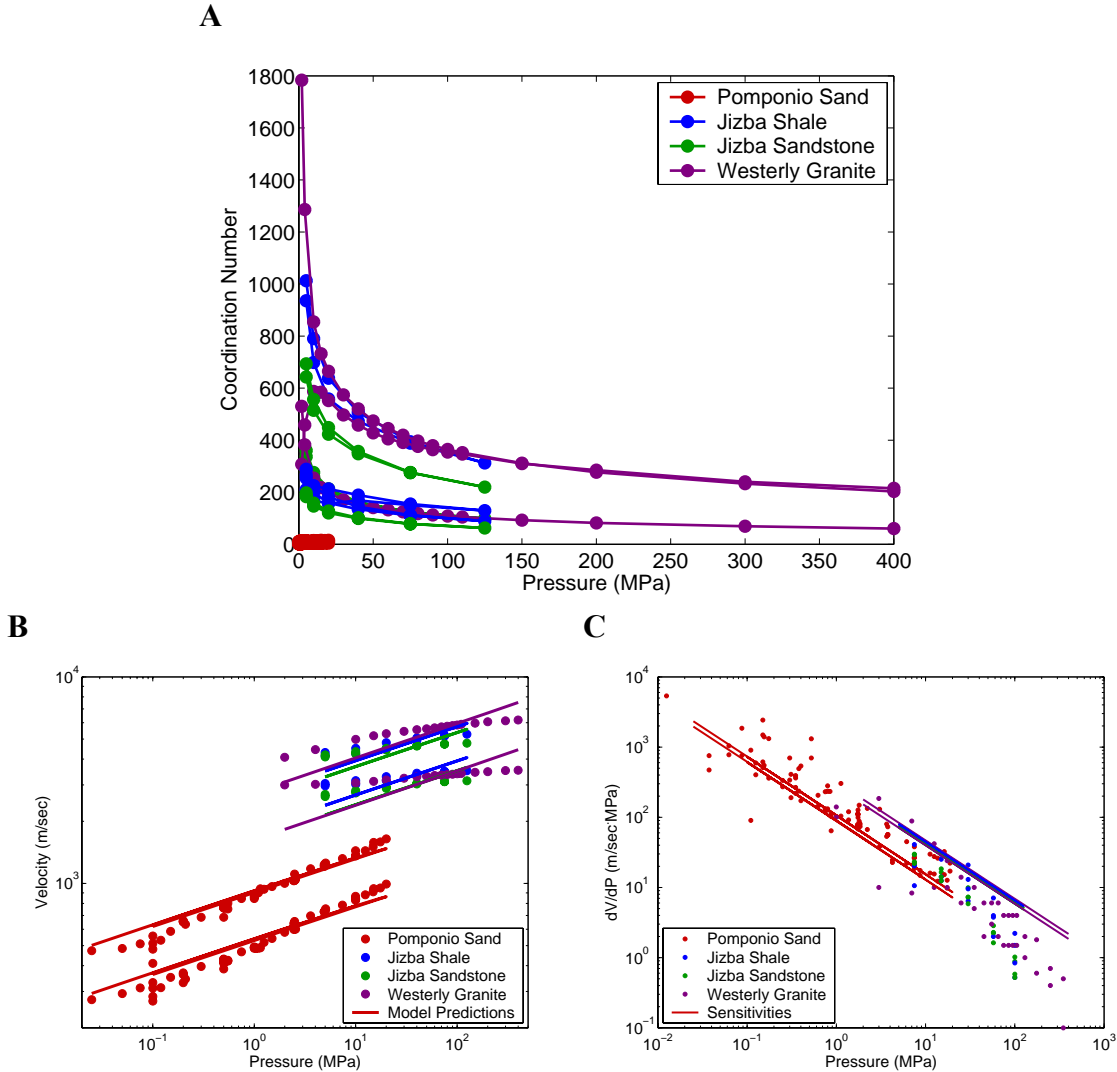 A
1800
1600
1400
1200
1000
800
600
400
200
0
Coordination Number
Pomponio Sand
Jizba Shale
Jizba Sandstone
Westerly Granite
0 50 100 150 200 250 300 350 400
Pressure (MPa)
B
10^4
10^3
Velocity (m/sec)
Pomponio Sand
Jizba Shale
Jizba Sandstone
Westerly Granite
Model Predictions
10^−1 10^0 10^1 10^2
Pressure (MPa)
C
10^4
10^3
10^2
10^1
10^0
10^−1
dV/dP (m/sec·MPa)
Pomponio Sand
Jizba Shale
Jizba Sandstone
Westerly Granite
Sensitivities
10^−2 10^−1 10^0 10^1 10^2 10^3
Pressure (MPa)